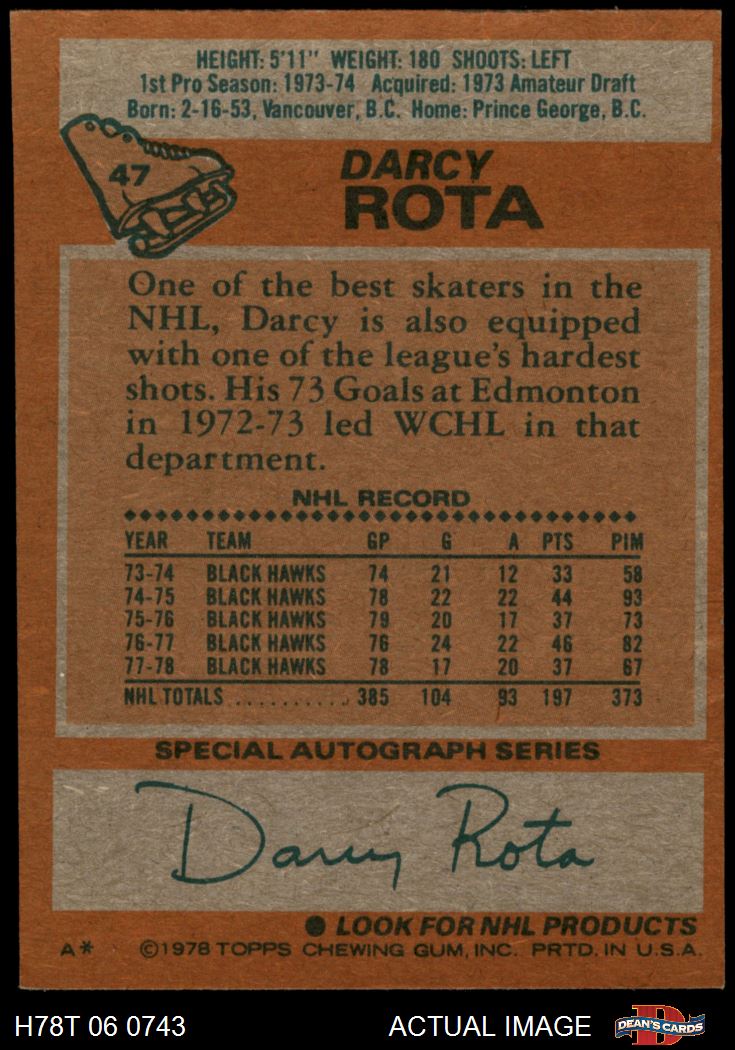 HEIGHT: 5'11" WEIGHT: 180 SHOOTS: LEFT
1st Pro Season: 1973-74 Acquired: 1973 Amateur Draft
Born: 2-16-53, Vancouver, B.C. Home: Prince George, B.C.
47
DARCY
ROTA
One of the best skaters in the
NHL, Darcy is also equipped
with one of the league's hardest
shots. His 73 Goals at Edmonton
in 1972-73 led WCHL in that
department.
NHL RECORD
YEAR TEAM GP G A PTS PIM
73-74 BLACK HAWKS 74 21 12 33 58
74-75 BLACK HAWKS 78 22 22 44 93
75-76 BLACK HAWKS 79 20 17 37 73
76-77 BLACK HAWKS 76 24 22 46 82
77-78 BLACK HAWKS 78 17 20 37 67
NHL TOTALS ........... 385 104 93 197 373
SPECIAL AUTOGRAPH SERIES
Darcy Rota
● LOOK FOR NHL PRODUCTS
A* ©1978 TOPPS CHEWING GUM, INC. PRTD. IN U.S.A.
H78T 06 0743 ACTUAL IMAGE D DEAN'S CARDS